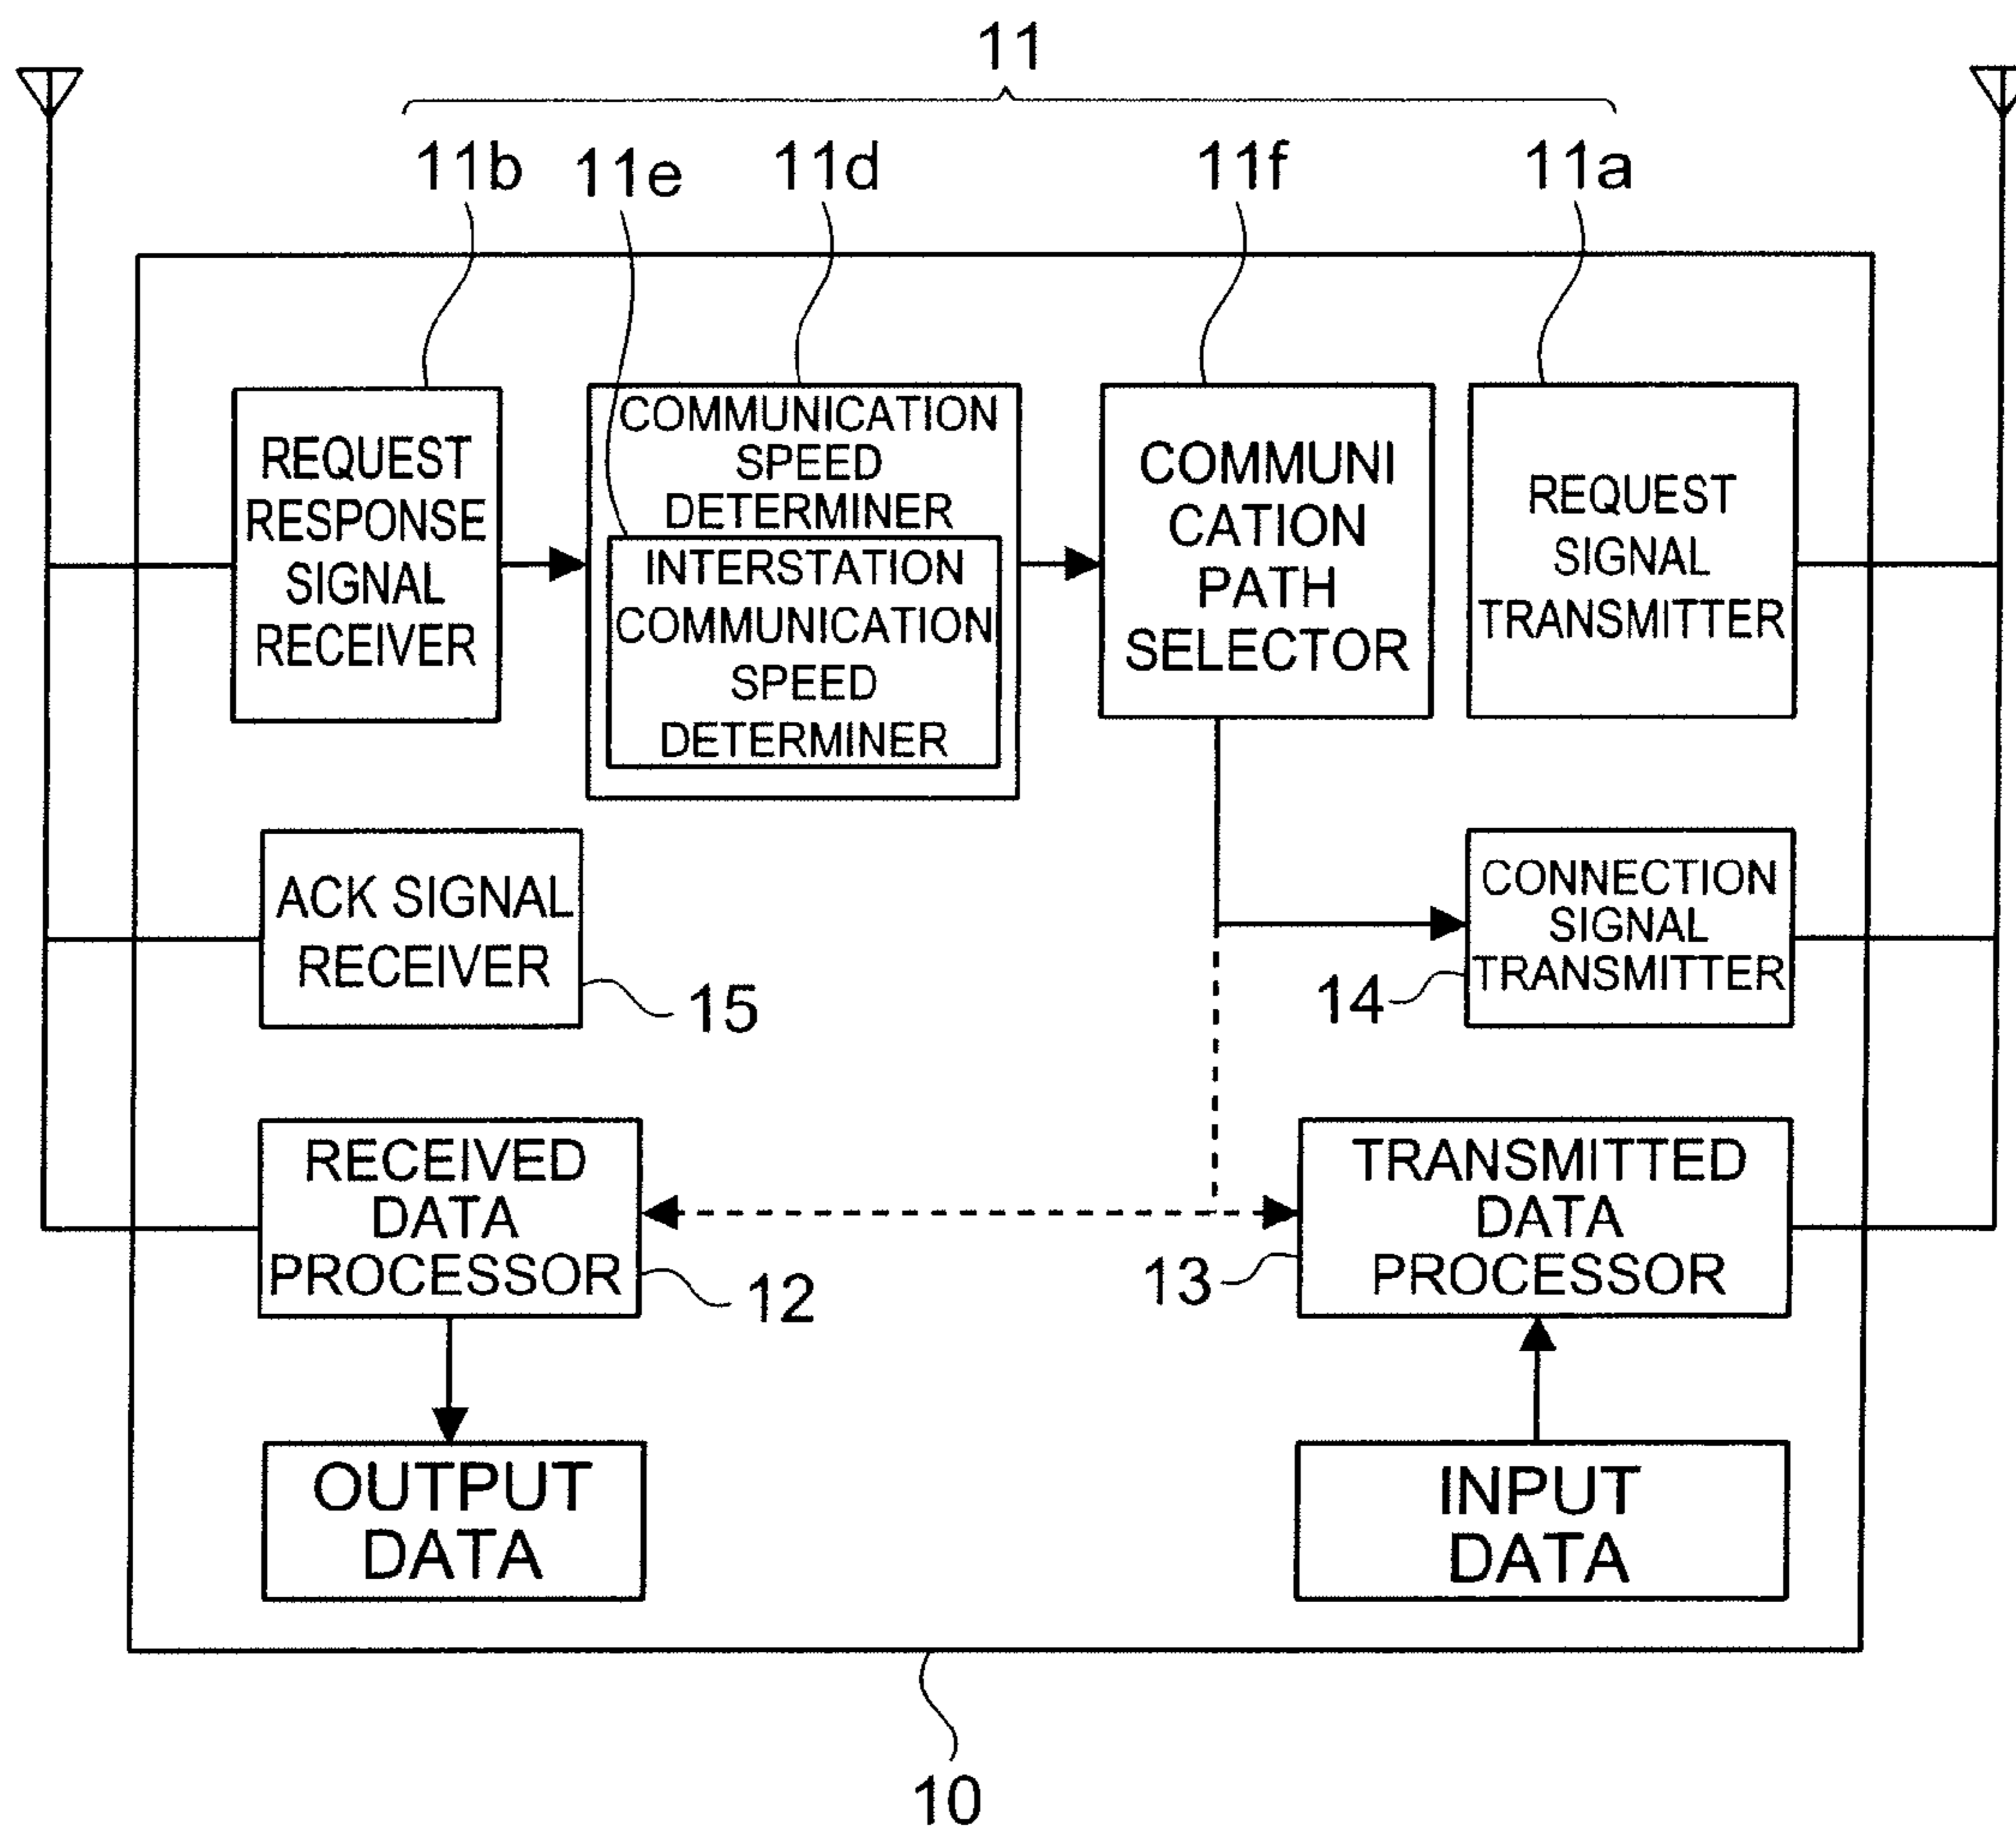 11
11b
11e
11d
11f
11a
REQUEST
RESPONSE
SIGNAL
RECEIVER
COMMUNICATION
SPEED
DETERMINER
INTERSTATION
COMMUNICATION
SPEED
DETERMINER
COMMUNI
CATION
PATH
SELECTOR
REQUEST
SIGNAL
TRANSMITTER
ACK SIGNAL
RECEIVER
15
CONNECTION
SIGNAL
TRANSMITTER
14
RECEIVED
DATA
PROCESSOR
12
TRANSMITTED
DATA
PROCESSOR
13
OUTPUT
DATA
INPUT
DATA
10